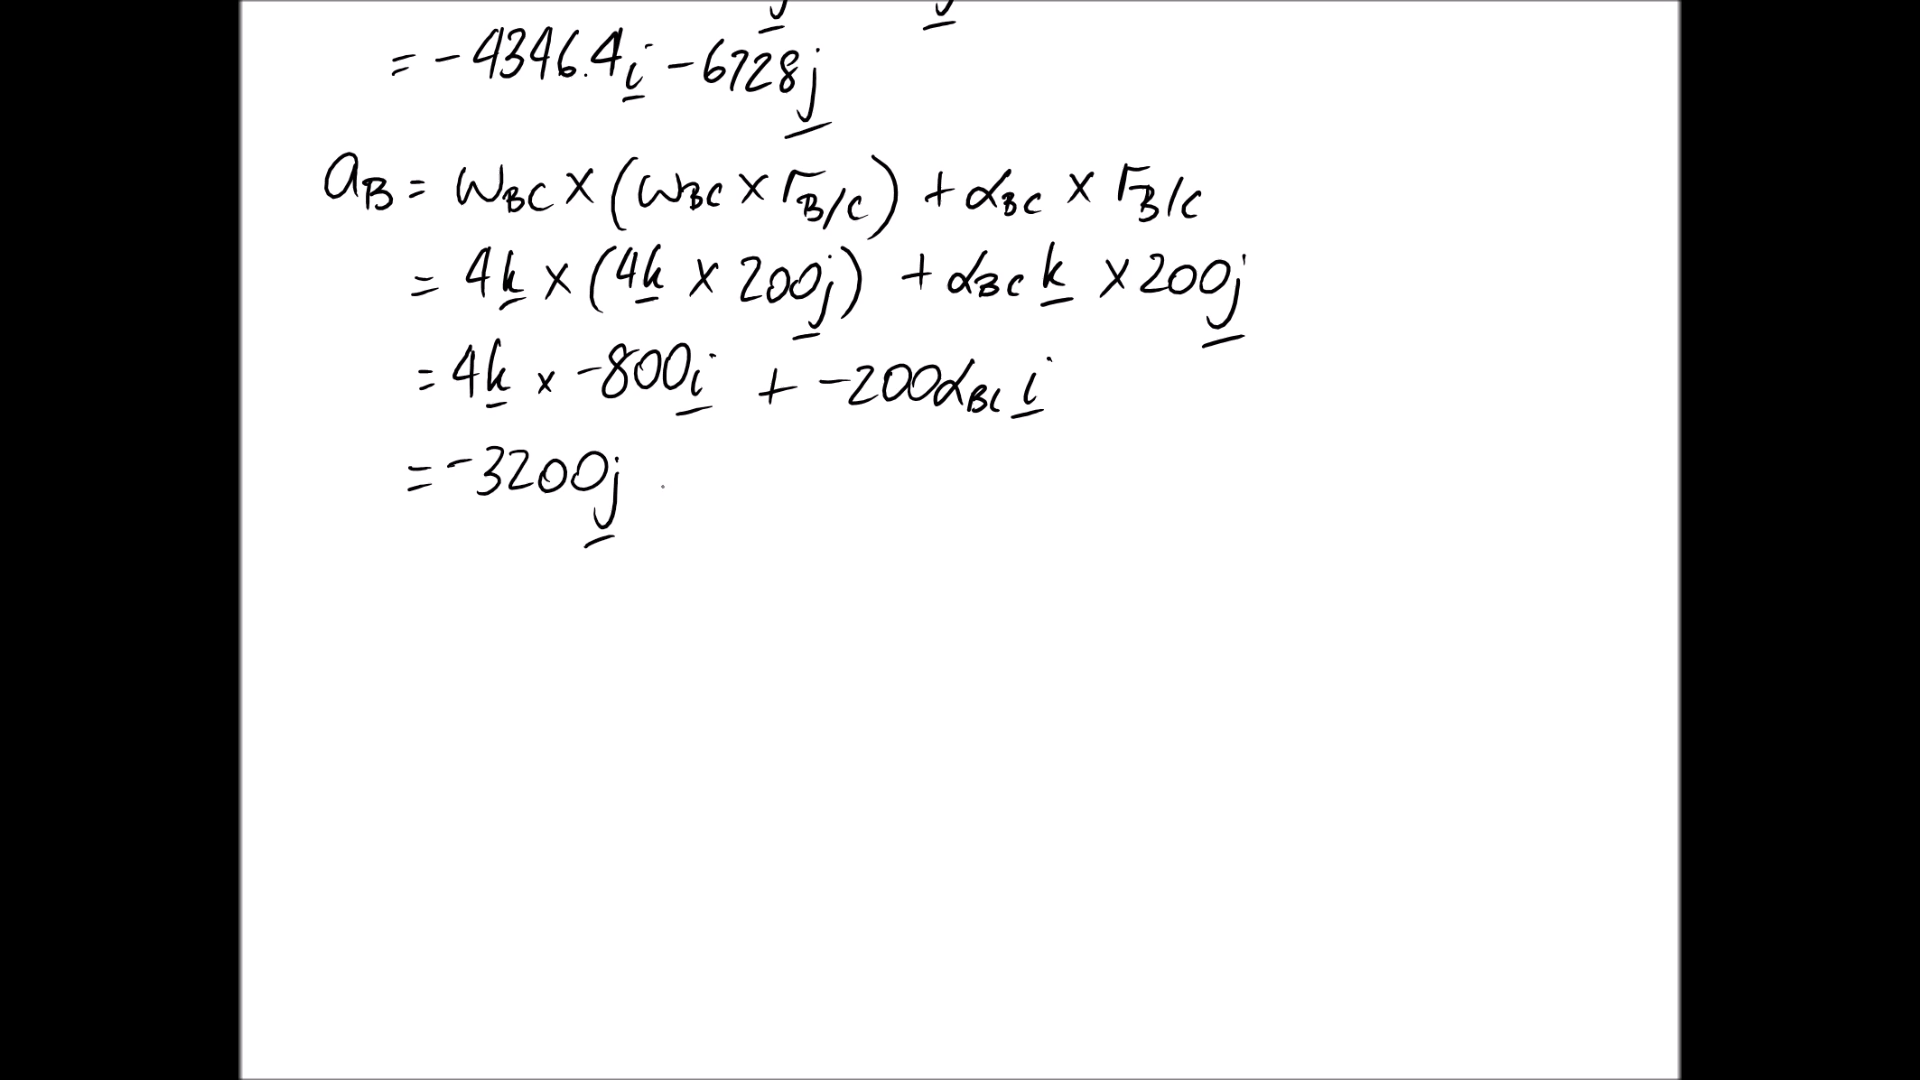 = -4346.4i - 6728j
aB = ωBC × (ωBC × rB/C) + αBC × rB/C
= 4k × (4k × 200j) + αBC k × 200j
= 4k × -800i + -200αBC i
= -3200j